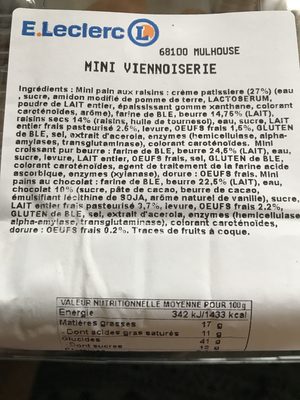 E.Leclerc L
68100 MULHOUSE
MINI VIENNOISERIE
Ingrédients : Mini pain aux raisins : crème patissiere (27%) (eau
, sucre, amidon modifié de pomme de terre, LACTOSERUM,
poudre de LAIT entier, épaississant gomme xanthane, colorant
caroténoïdes, arôme), farine de BLE, beurre 14,76% (LAIT),
raisins secs 14% (raisins, huile de tournesol), eau, sucre, LAIT
entier frais pasteurisé 2.6%, levure, OEUFS frais 1,5%, GLUTEN
de BLE, sel, extrait d'acerola, enzymes (hemicellulase, alpha-
amylases, transglutaminase), colorant caroténoïdes. Mini
croissant pur beurre : farine de BLE, beurre 24,5% (LAIT), eau,
sucre, levure, LAIT entier, OEUFS frais, sel, GLUTEN de BLE,
colorant caroténoïdes, agent de traitement de la farine acide
ascorbique, enzymes (xylanase), dorure : OEUFS frais. Mini
pains au chocolat : farine de BLE, beurre 22,5% (LAIT), eau,
chocolat 10% (sucre, pâte de cacao, beurre de cacao,
émulsifiant lécithine de SOJA, arôme naturel de vanille), sucre,
LAIT entier frais pasteurisé 3,7%, levure, OEUFS frais 2.2%,
GLUTEN de BLE, sel, extrait d'acerola, enzymes (hemicellulase,
alpha-amylase, transglutaminase), colorant caroténoïdes,
dorure : OEUFS frais 0.2%. Traces de fruits à coque.
VALEUR NUTRITIONNELLE MOYENNE POUR 100g
Energie 342 kJ/1433 kcal
Matières grasses 17 g
- Dont acides gras saturés 11 g
Glucides 41 g
- Dont sucres